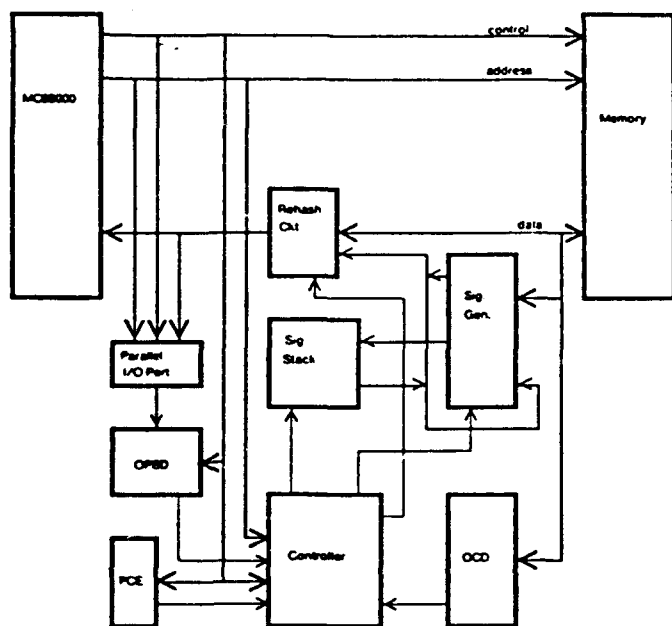 control
address
MC68000
Memory
Rehash
Ckt
data
Sig
Gen.
Sig
Stack
Parallel
I/O Port
OPBD
Controller
OCD
PCE